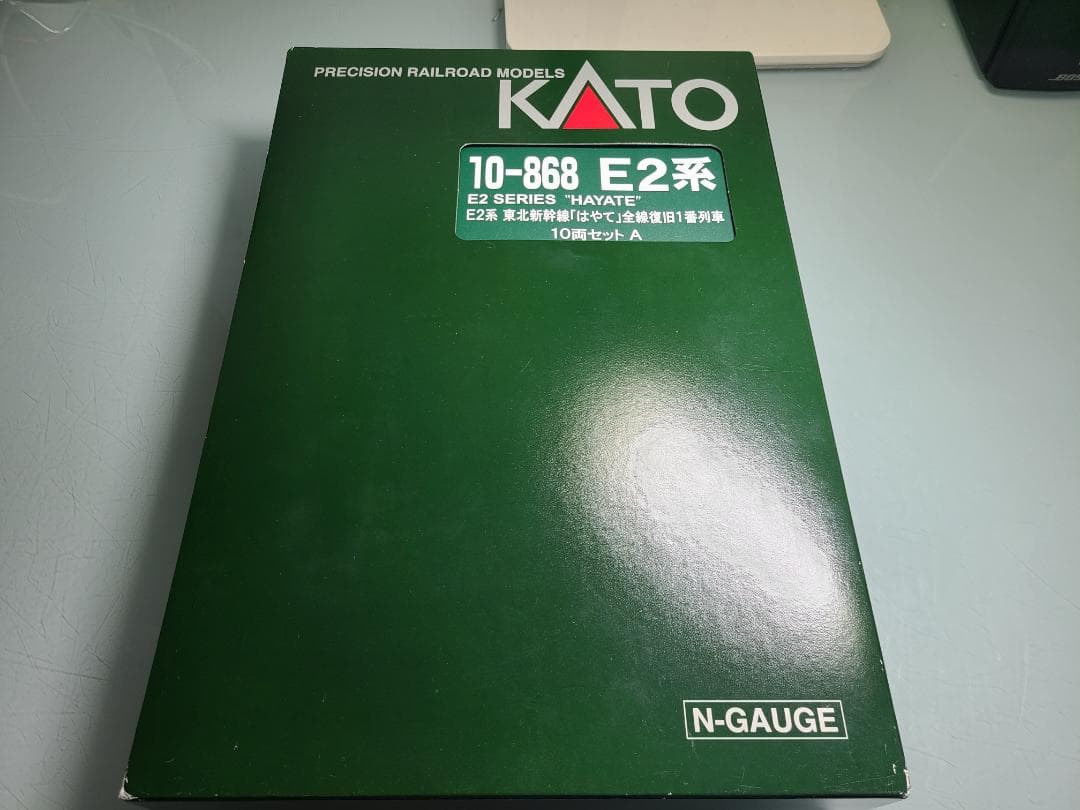 PRECISION RAILROAD MODELS
KATO
10-868 E2系
E2 SERIES "HAYATE"
E2系 東北新幹線「はやて」全線復旧1番列車
10両セット A
N-GAUGE
BOSE